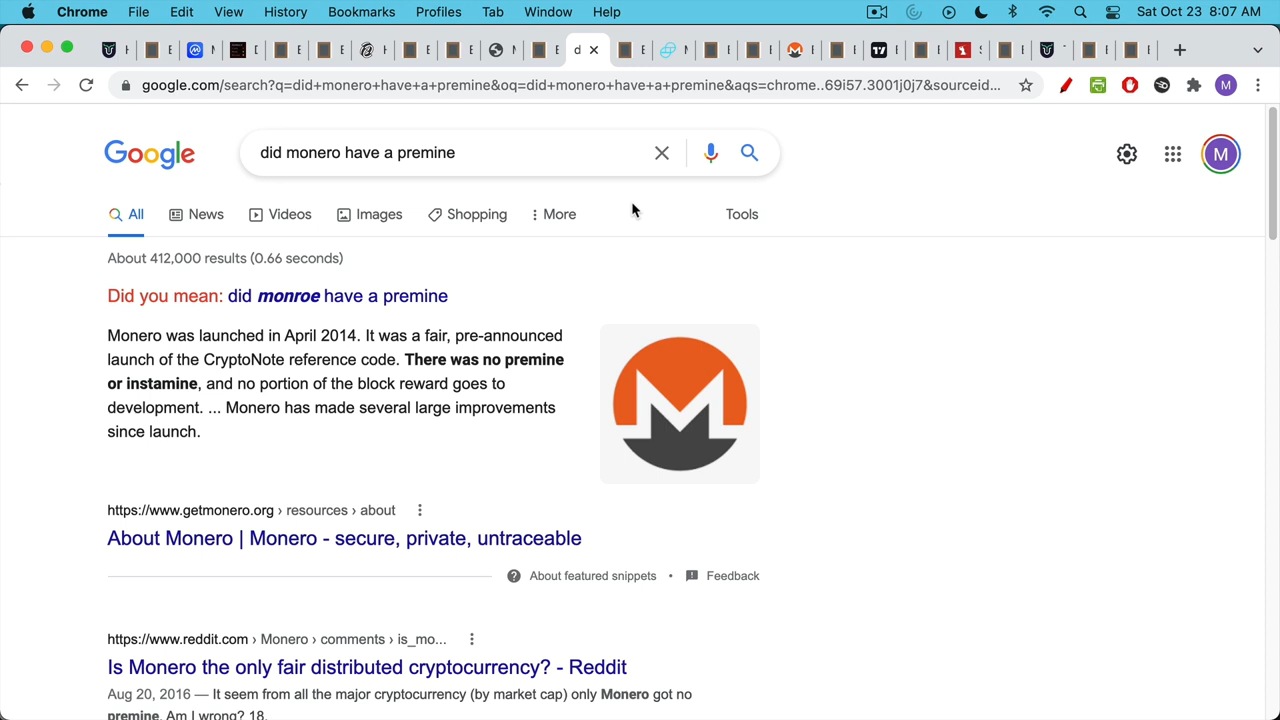 Chrome File Edit View History Bookmarks Profiles Tab Window Help Sat Oct 23 8:07 AM
google.com/search?q=did+monero+have+a+premine&oq=did+monero+have+a+premine&aqs=chrome..69i57.3001j0j7&sourceid...
M
Google
did monero have a premine
M
All News Videos Images Shopping More Tools
About 412,000 results (0.66 seconds)
Did you mean: did monroe have a premine
Monero was launched in April 2014. It was a fair, pre-announced
launch of the CryptoNote reference code. There was no premine
or instamine, and no portion of the block reward goes to
development. ... Monero has made several large improvements
since launch.
https://www.getmonero.org › resources › about
About Monero | Monero - secure, private, untraceable
About featured snippets • Feedback
https://www.reddit.com › Monero › comments › is_mo...
Is Monero the only fair distributed cryptocurrency? - Reddit
Aug 20, 2016 — It seem from all the major cryptocurrency (by market cap) only Monero got no
premine. Am I wrong? 18.